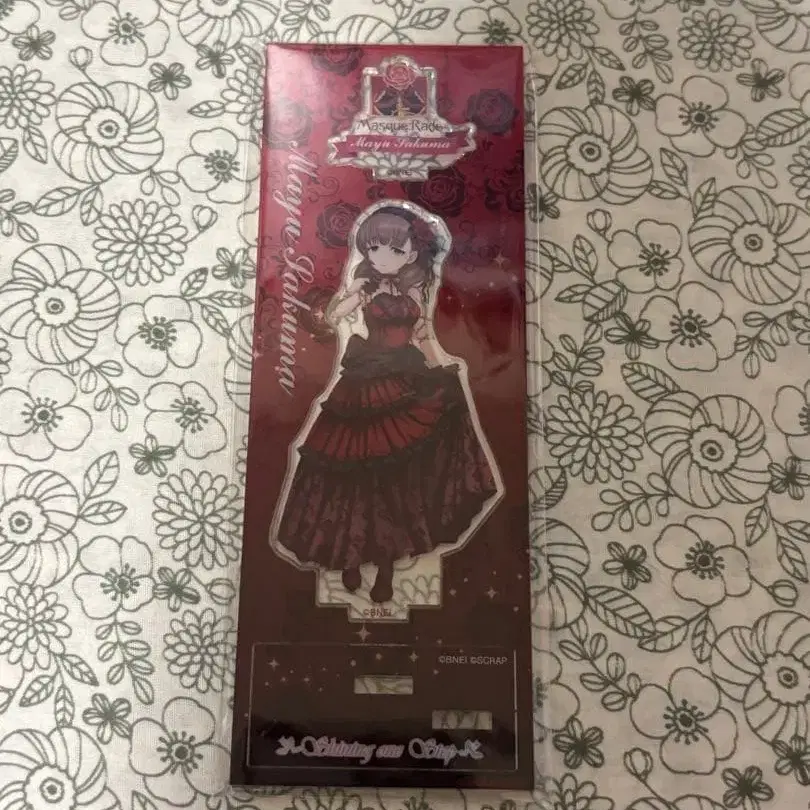 Masque:Rade
Mayu Sakuma
Mayu Sakuma
©BNEI
©BNEI ©SCRAP
Shining one Step